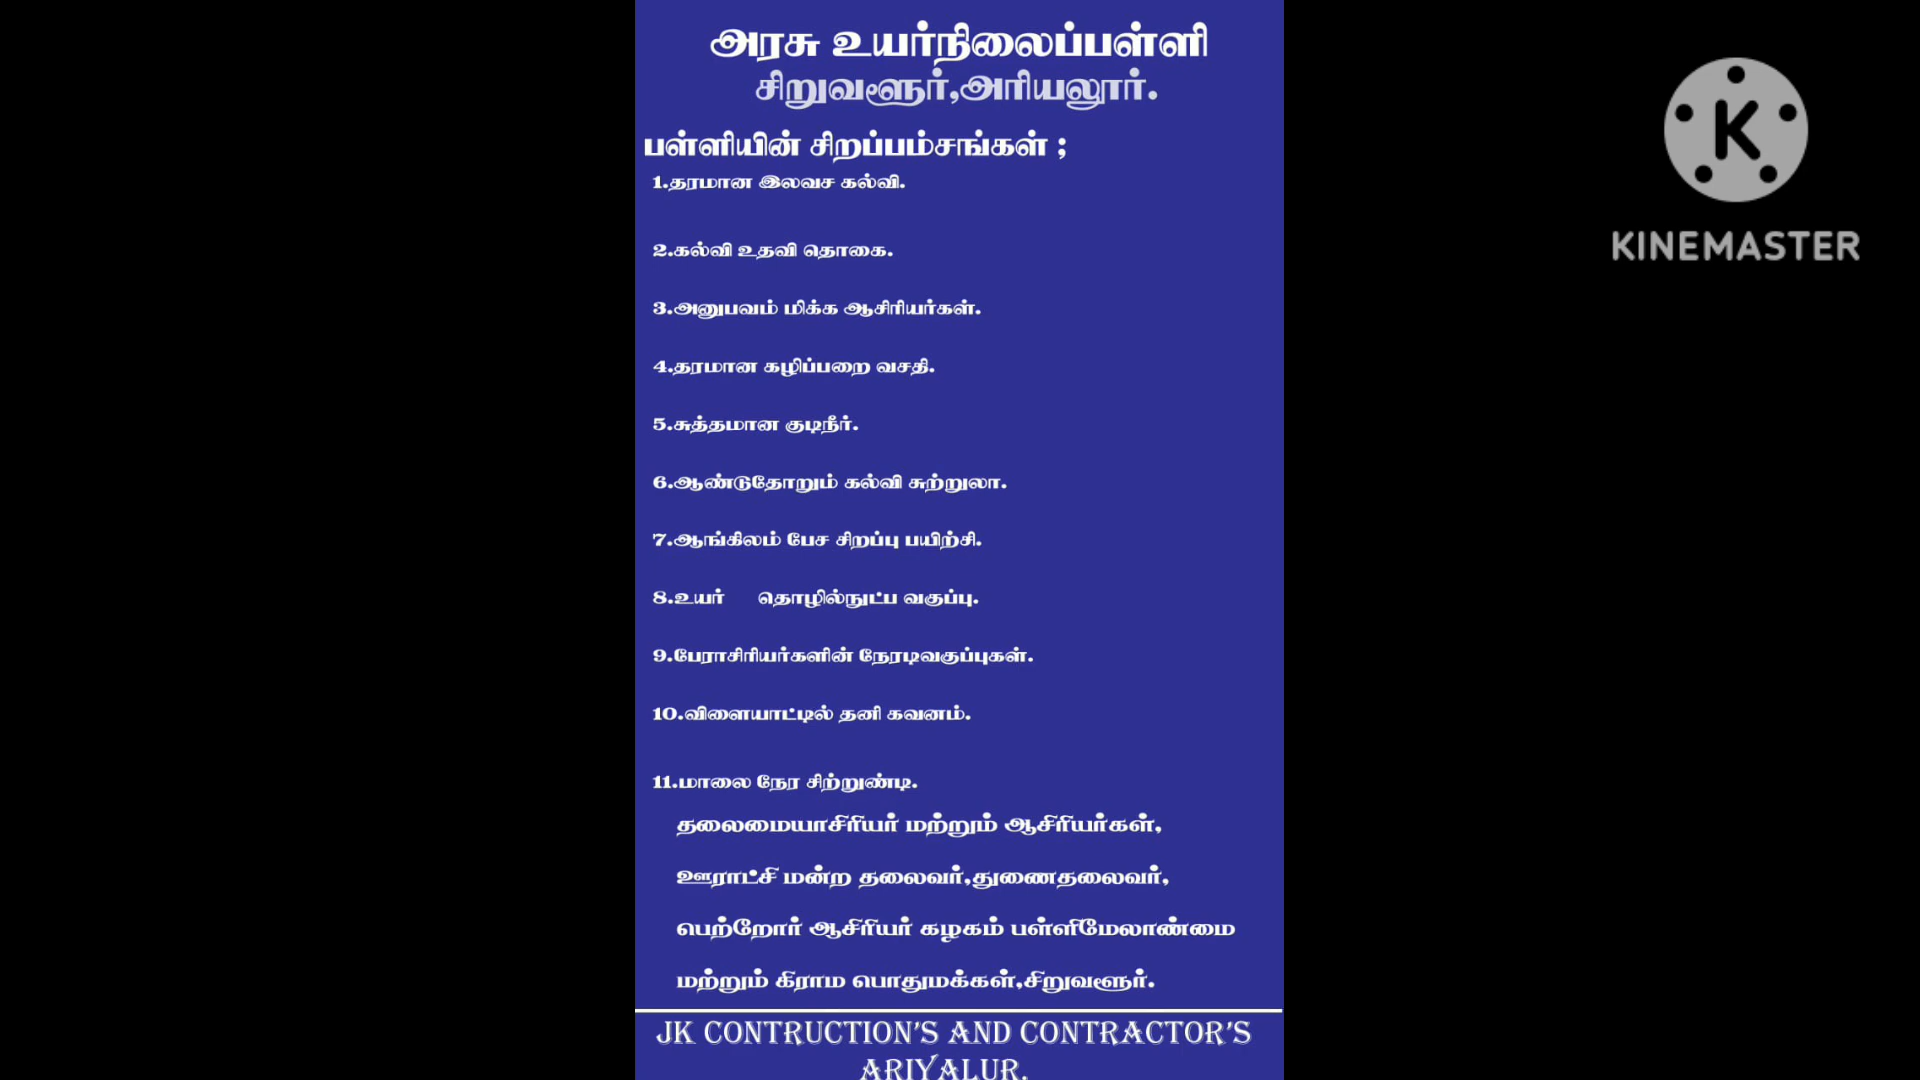 அரசு உயர்நிலைப்பள்ளி
சிறுவளூர்,அரியலூர்.
பள்ளியின் சிறப்பம்சங்கள் ;
1.தரமான இலவச கல்வி.
2.கல்வி உதவி தொகை.
3.அனுபவம் மிக்க ஆசிரியர்கள்.
4.தரமான கழிப்பறை வசதி.
5.சுத்தமான குடிநீர்.
6.ஆண்டுதோறும் கல்வி சுற்றுலா.
7.ஆங்கிலம் பேச சிறப்பு பயிற்சி.
8.உயர் தொழில்நுட்ப வகுப்பு.
9.பேராசிரியர்களின் நேரடிவகுப்புகள்.
10.விளையாட்டில் தனி கவனம்.
11.மாலை நேர சிற்றுண்டி.
தலைமையாசிரியர் மற்றும் ஆசிரியர்கள்,
ஊராட்சி மன்ற தலைவர்,துணைதலைவர்,
பெற்றோர் ஆசிரியர் கழகம் பள்ளிமேலாண்மை
மற்றும் கிராம பொதுமக்கள்,சிறுவளூர்.
JK CONTRUCTION'S AND CONTRACTOR'S
ARIYALUR.
K
KINEMASTER